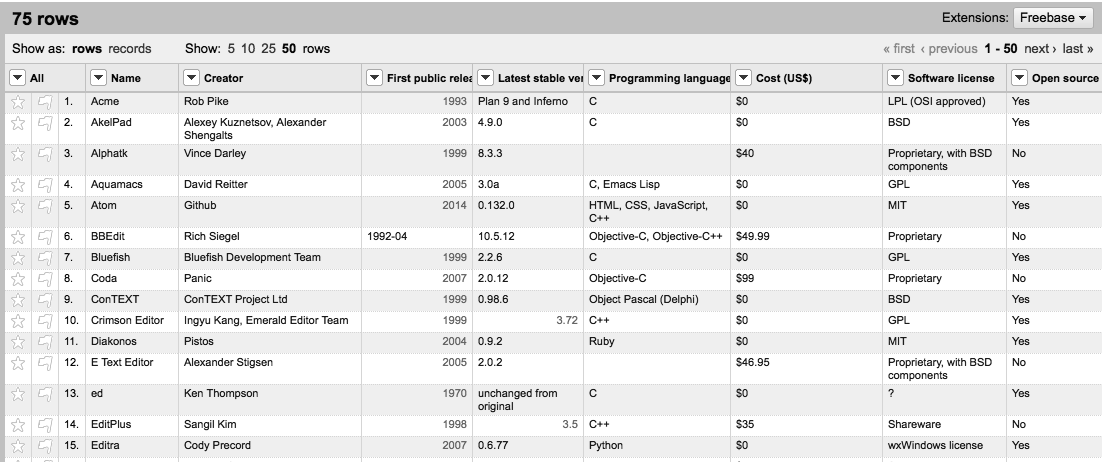 75 rows
Extensions: Freebase
Show as: rows records Show: 5 10 25 50 rows « first ‹ previous 1 - 50 next › last »
All Name Creator First public relea Latest stable ver Programming language Cost (US$) Software license Open source
1. Acme Rob Pike 1993 Plan 9 and Inferno C $0 LPL (OSI approved) Yes
2. AkelPad Alexey Kuznetsov, Alexander 2003 4.9.0 C $0 BSD Yes
Shengalts
3. Alphatk Vince Darley 1999 8.3.3 $40 Proprietary, with BSD No
components
4. Aquamacs David Reitter 2005 3.0a C, Emacs Lisp $0 GPL Yes
5. Atom Github 2014 0.132.0 HTML, CSS, JavaScript, $0 MIT Yes
C++
6. BBEdit Rich Siegel 1992-04 10.5.12 Objective-C, Objective-C++ $49.99 Proprietary No
7. Bluefish Bluefish Development Team 1999 2.2.6 C $0 GPL Yes
8. Coda Panic 2007 2.0.12 Objective-C $99 Proprietary No
9. ConTEXT ConTEXT Project Ltd 1999 0.98.6 Object Pascal (Delphi) $0 BSD Yes
10. Crimson Editor Ingyu Kang, Emerald Editor Team 1999 3.72 C++ $0 GPL Yes
11. Diakonos Pistos 2004 0.9.2 Ruby $0 MIT Yes
12. E Text Editor Alexander Stigsen 2005 2.0.2 $46.95 Proprietary, with BSD No
components
13. ed Ken Thompson 1970 unchanged from C $0 ? Yes
original
14. EditPlus Sangil Kim 1998 3.5 C++ $35 Shareware No
15. Editra Cody Precord 2007 0.6.77 Python $0 wxWindows license Yes